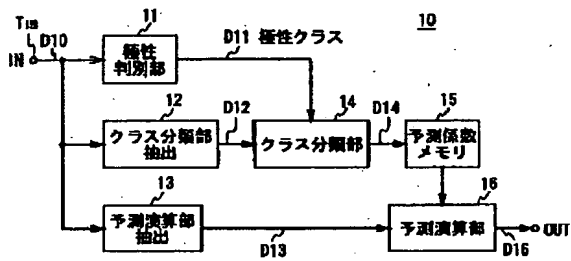 10
11
TIN
D10
IN
極性
判別部
D11 極性クラス
12
クラス分類部
抽出
D12
14
クラス分類部
D14
15
予測係数
メモリ
13
予測演算部
抽出
D13
16
予測演算部
D16
OUT